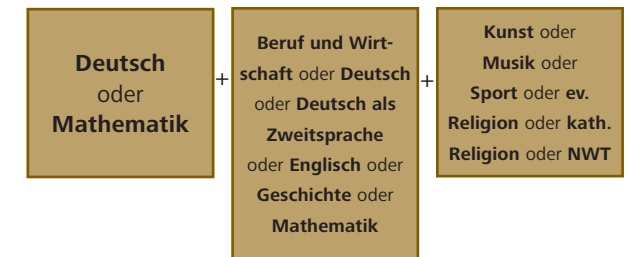 Deutsch
oder
Mathematik
+
Beruf und Wirt-
schaft oder Deutsch
oder Deutsch als
Zweitsprache
oder Englisch oder
Geschichte oder
Mathematik
+
Kunst oder
Musik oder
Sport oder ev.
Religion oder kath.
Religion oder NWT